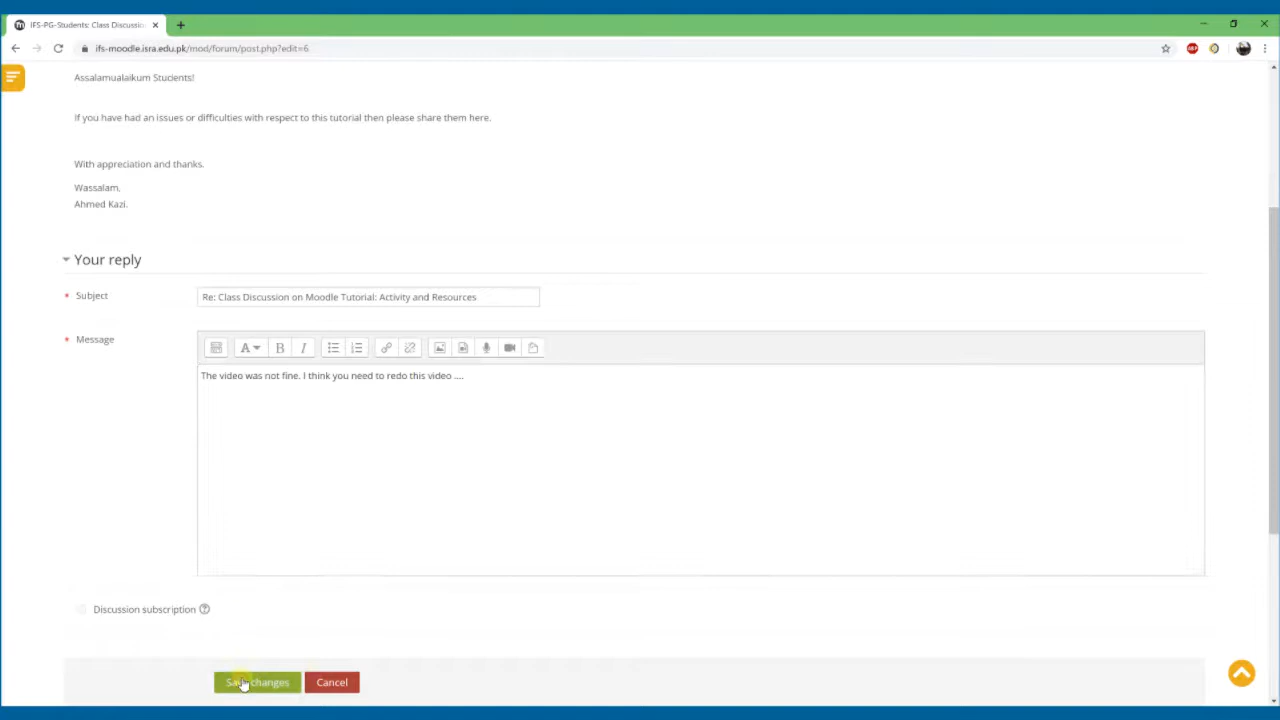 IFS-PG-Students: Class Discussio
ifs-moodle.isra.edu.pk/mod/forum/post.php?edit=6
ABP
Assalamualaikum Stucients!
If you have had an issues or difficulties with respect to this tutorial then please share them here.
With appreciation and thanks.
Wassalam,
Ahmed Kazi.
Your reply
* Subject
Re: Class Discussion on Moodle Tutorial: Activity and Resources
* Message
A B I
The video was not fine. I think you need to redo this video ....
Discussion subscription
Save changes Cancel